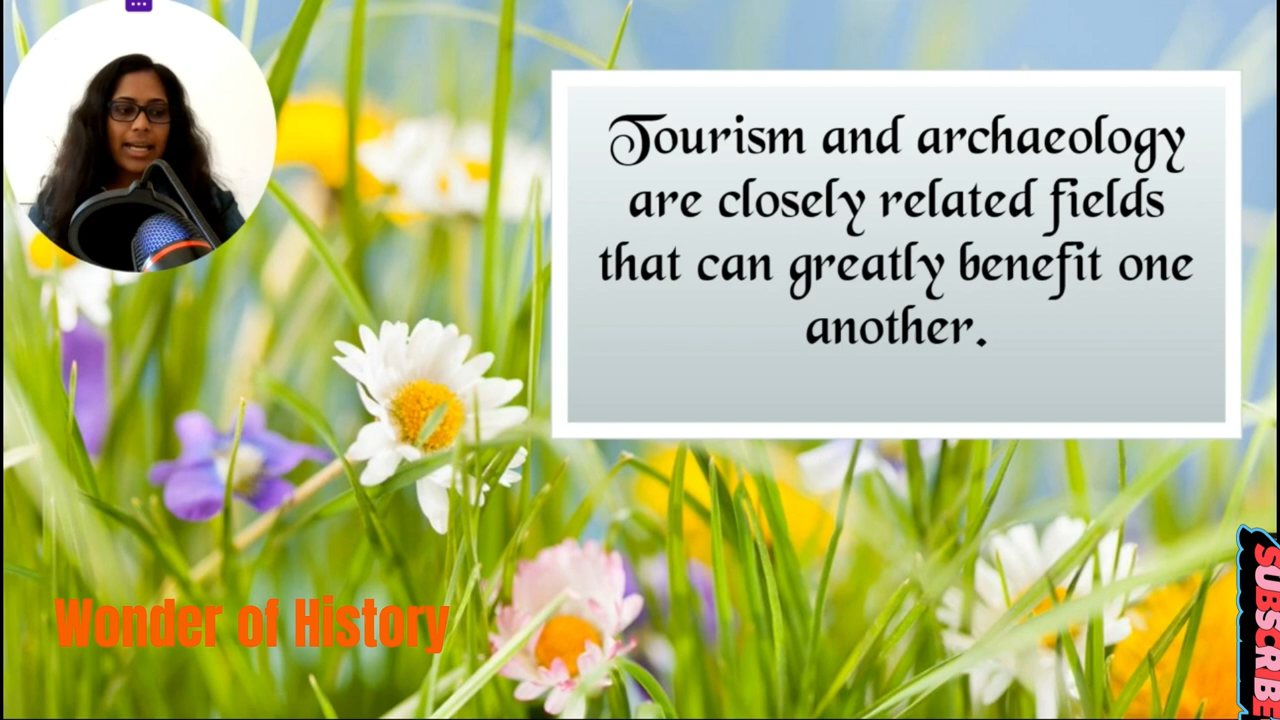 Tourism and archaeology
are closely related fields
that can greatly benefit one
another.
Wonder of History
SUBSCRIBE